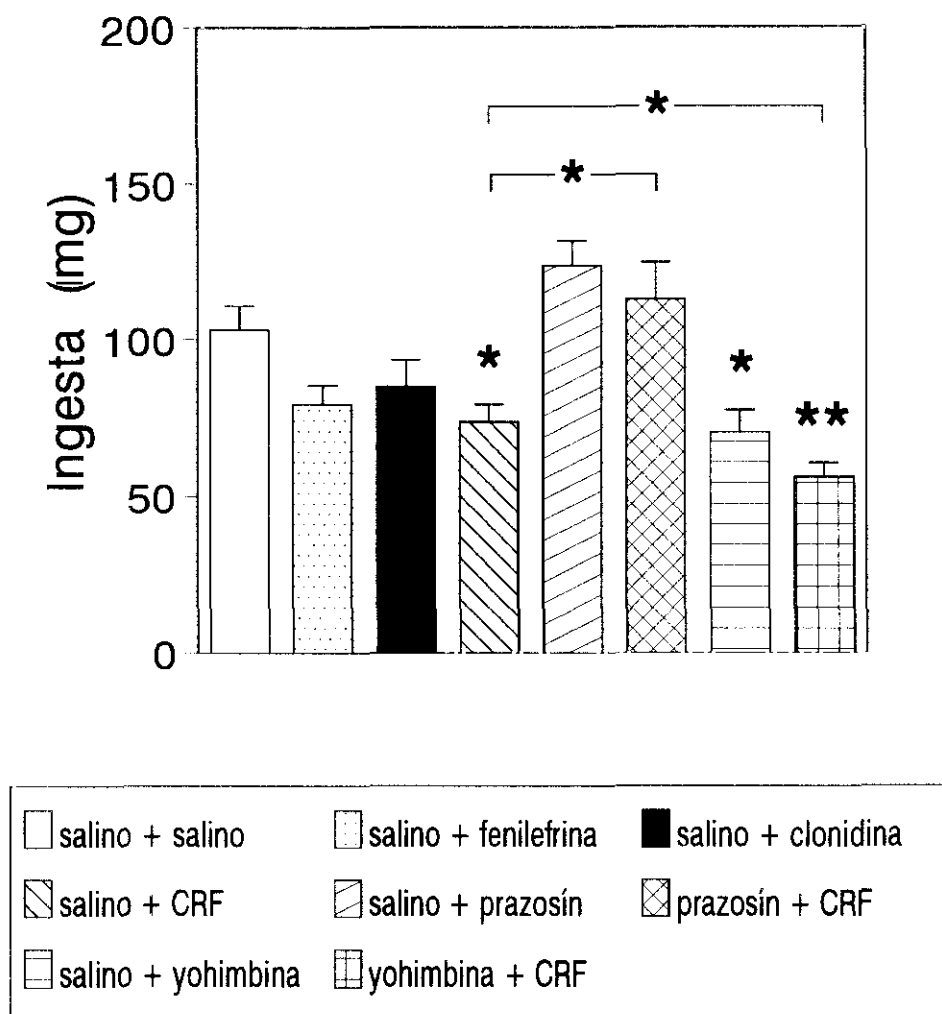 200
150
100
50
0
Ingesta (mg)
*
*
*
*
**
salino + salino
salino + fenilefrina
salino + clonidina
salino + CRF
salino + prazosín
prazosín + CRF
salino + yohimbina
yohimbina + CRF